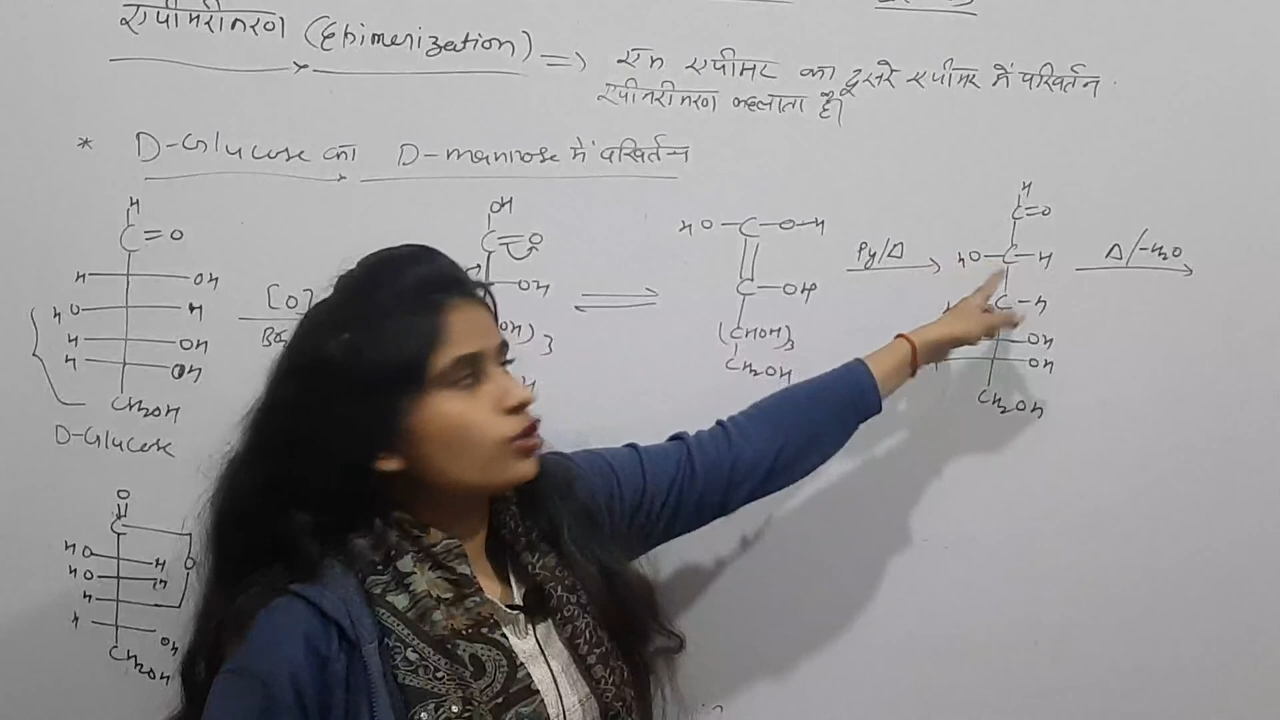 एपीमरीकरण (Epimerization) => एक एपीमर का दूसरे एपीमर में परिवर्तन
एपीमरीकरण कहलाता है।
* D-Glucose का D-mannose में परिवर्तन
H
C=O
H OH
HO H
H OH
H OH
CH2OH
D-Glucose
[O]
OH
C=O
OH
OH)3
H
HO-C-O-H
C-OH
(CHOH)3
CH2OH
Py/Δ
H
C=O
HO-C-H
C-H
OH
OH
CH2OH
Δ/-H2O
O
C
O
HO H
HO H
H
H OH
CH2OH